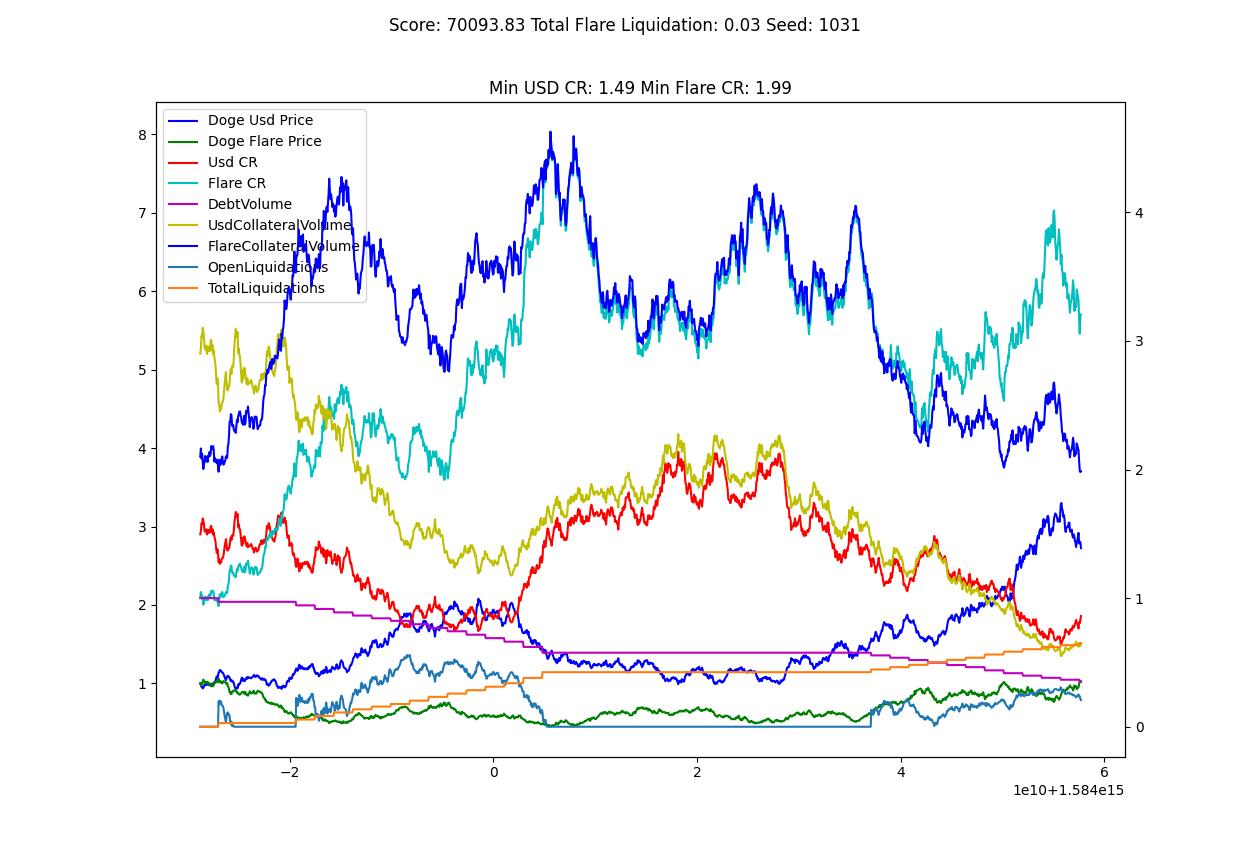 Score: 70093.83 Total Flare Liquidation: 0.03 Seed: 1031
Min USD CR: 1.49 Min Flare CR: 1.99
Doge Usd Price
Doge Flare Price
Usd CR
Flare CR
DebtVolume
UsdCollateralVolume
FlareCollateralVolume
OpenLiquidations
TotalLiquidations
8
7
6
5
4
3
2
1
4
3
2
1
0
−2
0
2
4
6
1e10+1.584e15